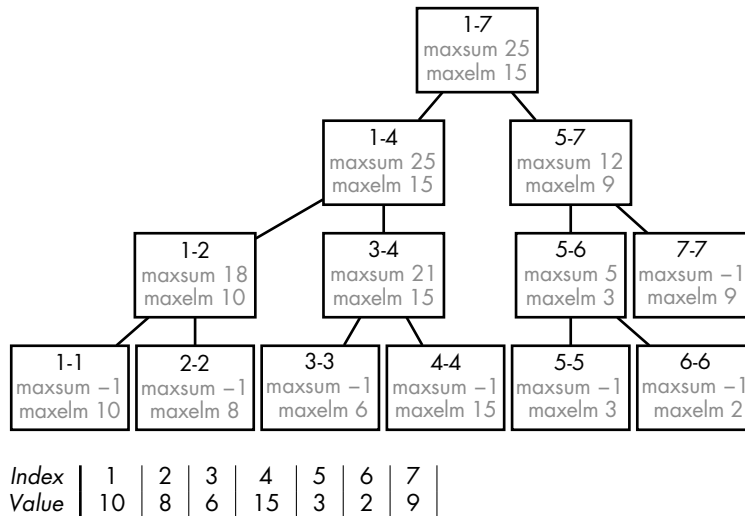 1-7
maxsum 25
maxelm 15
1-4
maxsum 25
maxelm 15
5-7
maxsum 12
maxelm 9
1-2
maxsum 18
maxelm 10
3-4
maxsum 21
maxelm 15
5-6
maxsum 5
maxelm 3
7-7
maxsum −1
maxelm 9
1-1
maxsum −1
maxelm 10
2-2
maxsum −1
maxelm 8
3-3
maxsum −1
maxelm 6
4-4
maxsum −1
maxelm 15
5-5
maxsum −1
maxelm 3
6-6
maxsum −1
maxelm 2
Index 1 2 3 4 5 6 7
Value 10 8 6 15 3 2 9